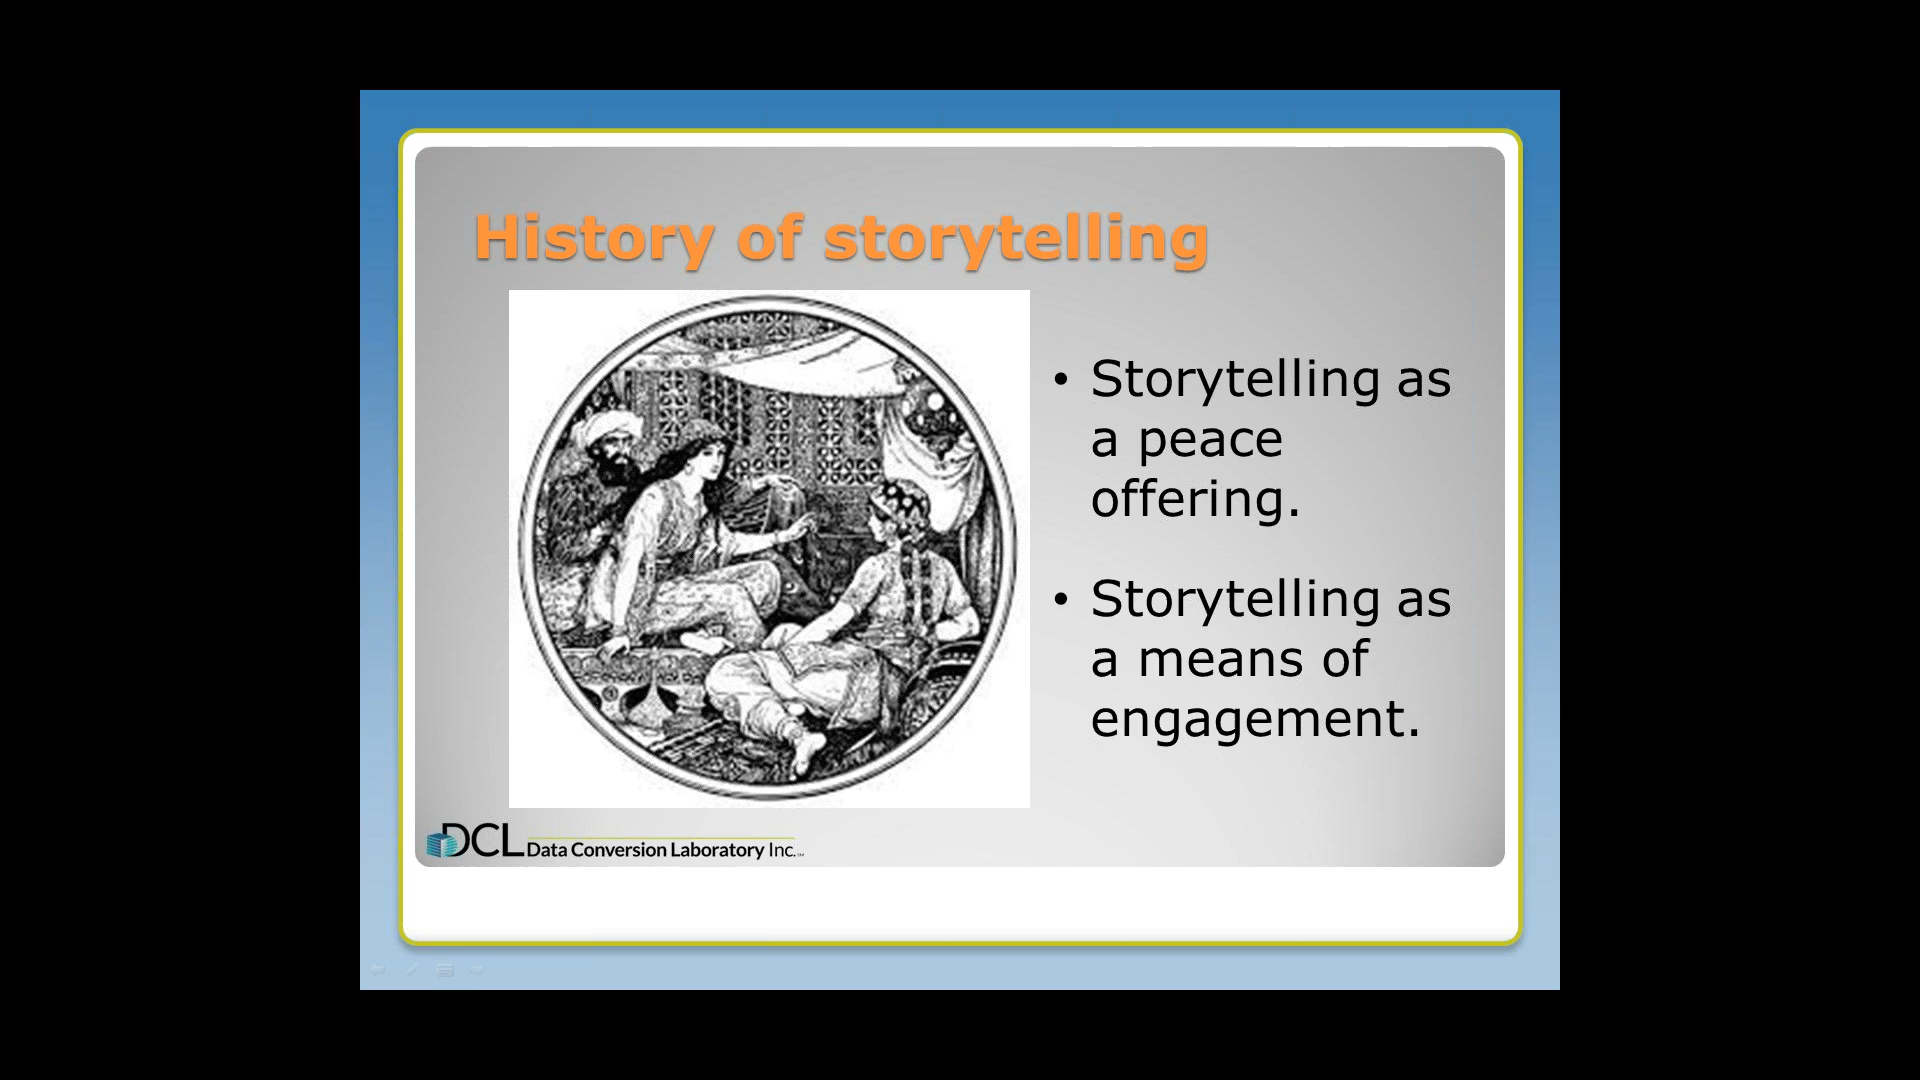 History of storytelling
• Storytelling as
a peace
offering.
• Storytelling as
a means of
engagement.
DCL Data Conversion Laboratory Inc.